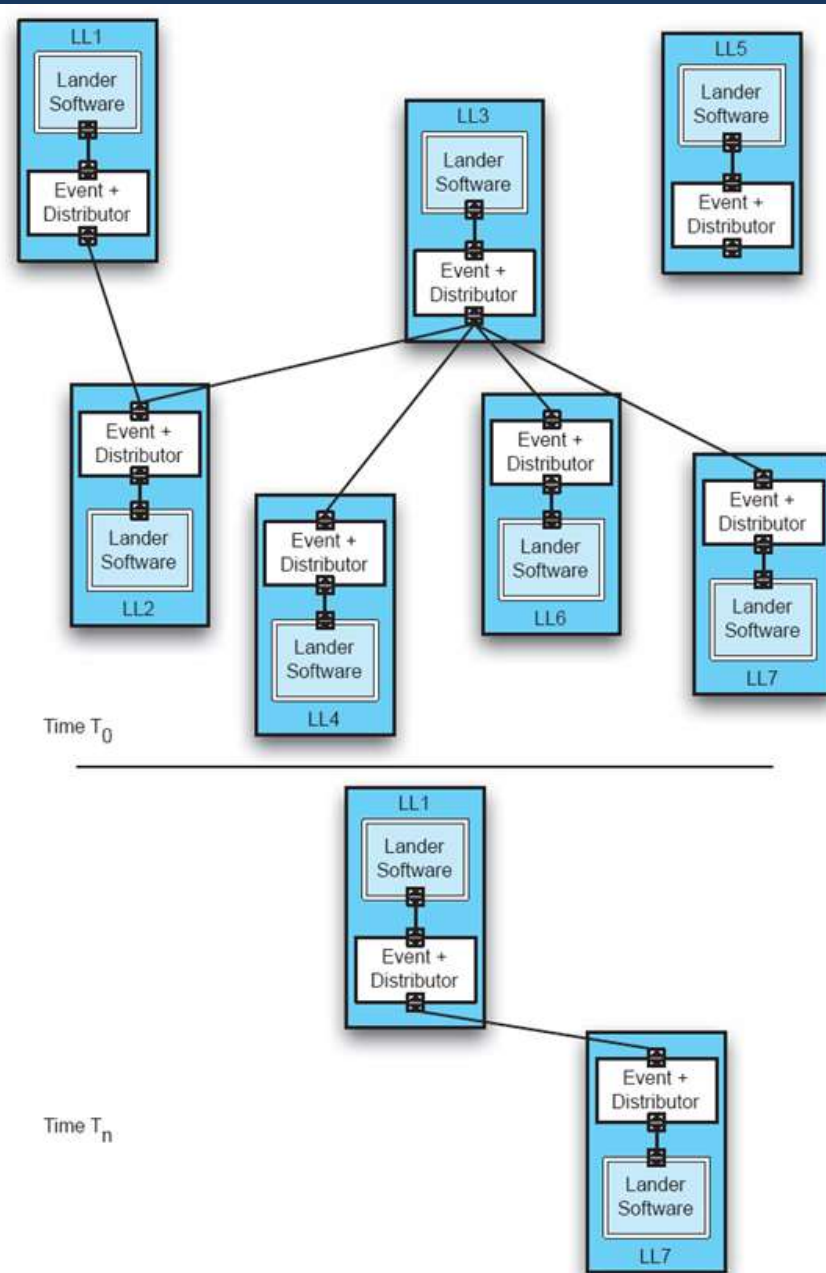 LL1
Lander
Software
Event +
Distributor
LL3
Lander
Software
Event +
Distributor
LL5
Lander
Software
Event +
Distributor
Event +
Distributor
Lander
Software
LL2
Event +
Distributor
Lander
Software
LL4
Event +
Distributor
Lander
Software
LL6
Event +
Distributor
Lander
Software
LL7
Time T0
LL1
Lander
Software
Event +
Distributor
Event +
Distributor
Lander
Software
LL7
Time Tn